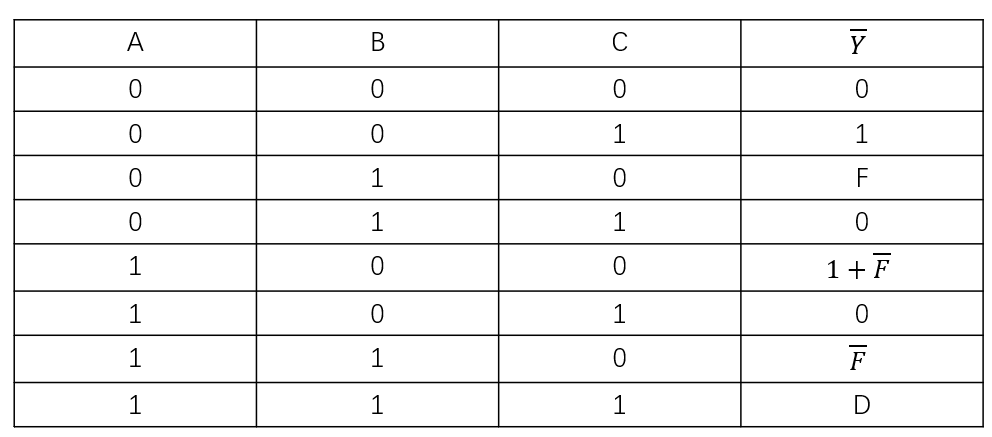 A B C Y̅
0 0 0 0
0 0 1 1
0 1 0 F
0 1 1 0
1 0 0 1 + F̅
1 0 1 0
1 1 0 F̅
1 1 1 D